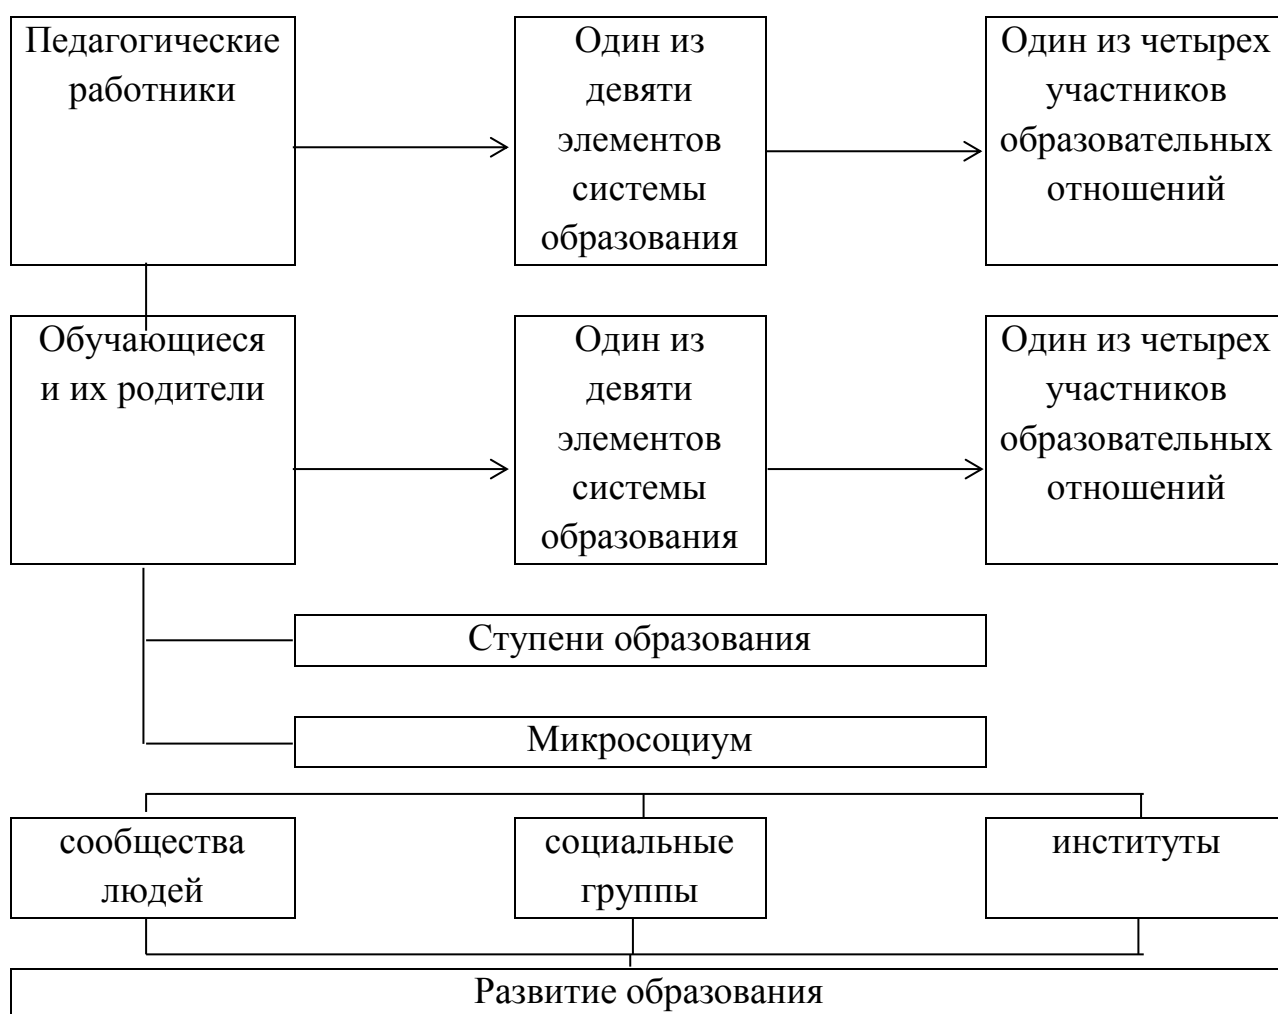 Педагогические
работники
Один из
девяти
элементов
системы
образования
Один из четырех
участников
образовательных
отношений
Обучающиеся
и их родители
Один из
девяти
элементов
системы
образования
Один из четырех
участников
образовательных
отношений
Ступени образования
Микросоциум
сообщества
людей
социальные
группы
институты
Развитие образования